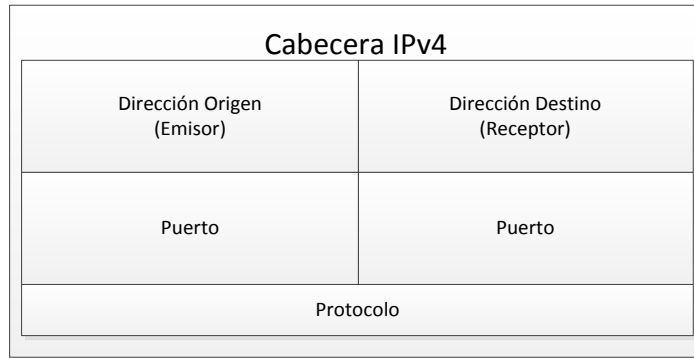 Cabecera IPv4
Dirección Origen
(Emisor)
Dirección Destino
(Receptor)
Puerto
Puerto
Protocolo